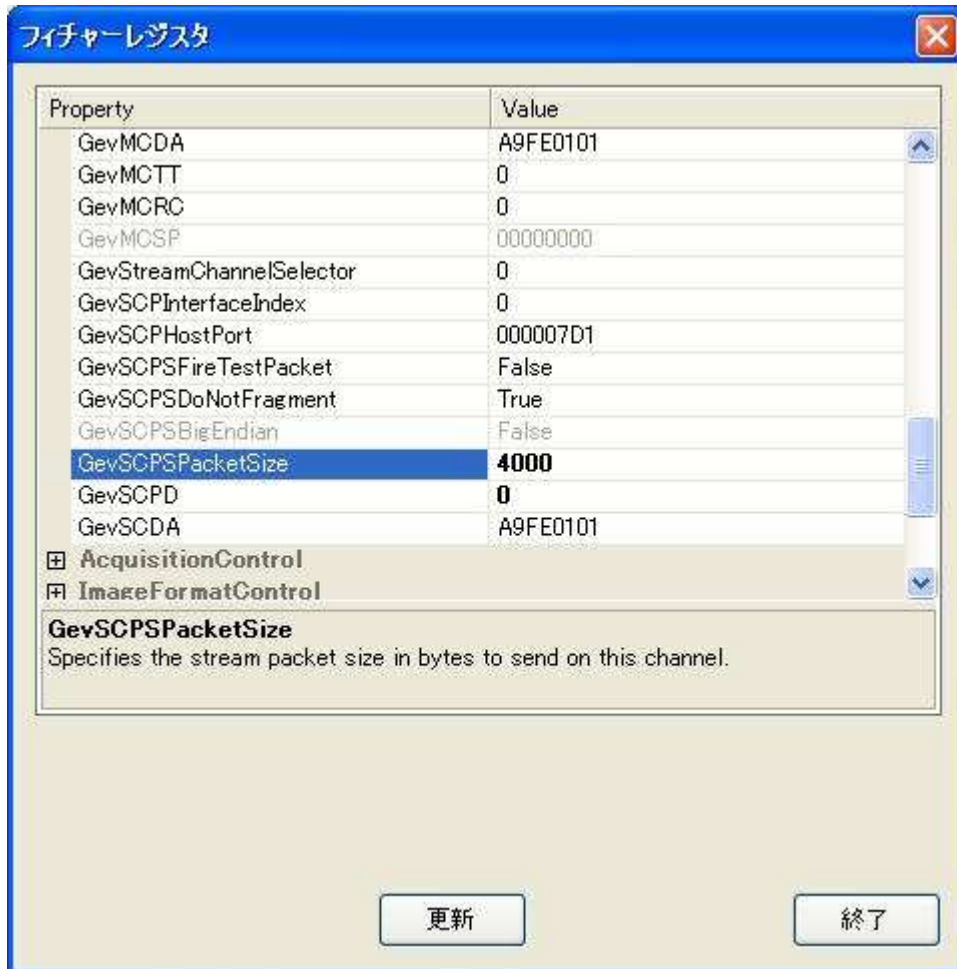 フィチャーレジスタ
Property Value
GevMCDA A9FE0101
GevMCTT 0
GevMCRC 0
GevMCSP 00000000
GevStreamChannelSelector 0
GevSCPInterfaceIndex 0
GevSCPHostPort 000007D1
GevSCPSFireTestPacket False
GevSCPSDoNotFragment True
GevSCPSBigEndian False
GevSCPSPacketSize 4000
GevSCPD 0
GevSCDA A9FE0101
AcquisitionControl
ImageFormatControl
GevSCPSPacketSize
Specifies the stream packet size in bytes to send on this channel.
更新 終了